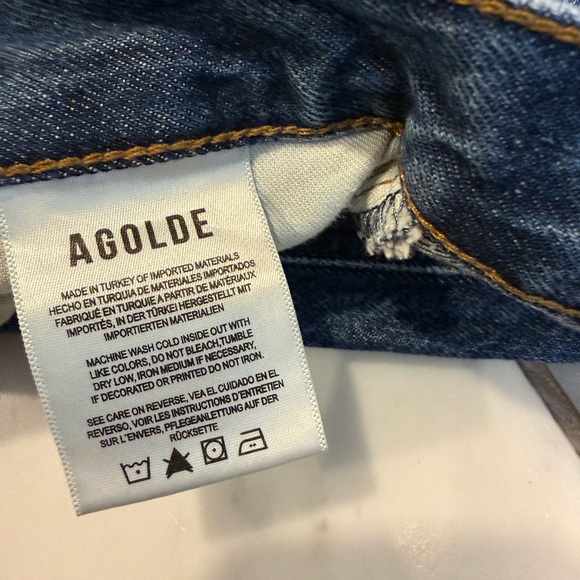 AGOLDE
MADE IN TURKEY OF IMPORTED MATERIALS
HECHO EN TURQUIA DE MATERIALES IMPORTADOS
FABRIQUÉ EN TURQUIE A PARTIR DE MATÉRIAUX
IMPORTÉS, IN DER TÜRKEI HERGESTELLT MIT
IMPORTIERTEN MATERIALIEN
MACHINE WASH COLD INSIDE OUT WITH
LIKE COLORS, DO NOT BLEACH,TUMBLE
DRY LOW, IRON MEDIUM IF NECESSARY,
IF DECORATED OR PRINTED DO NOT IRON.
SEE CARE ON REVERSE, VEA EL CUIDADO EN EL
REVERSO, VOIR LES INSTRUCTIONS D'ENTRETIEN
SUR L'ENVERS, PFLEGEANLEITUNG AUF DER
RÜCKSETTE